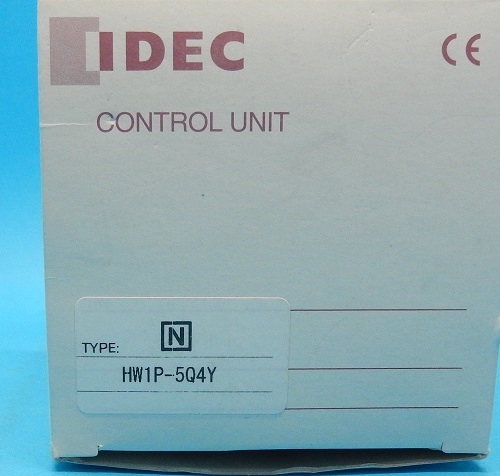 IDEC
CE
CONTROL UNIT
N
TYPE:
HW1P-5Q4Y